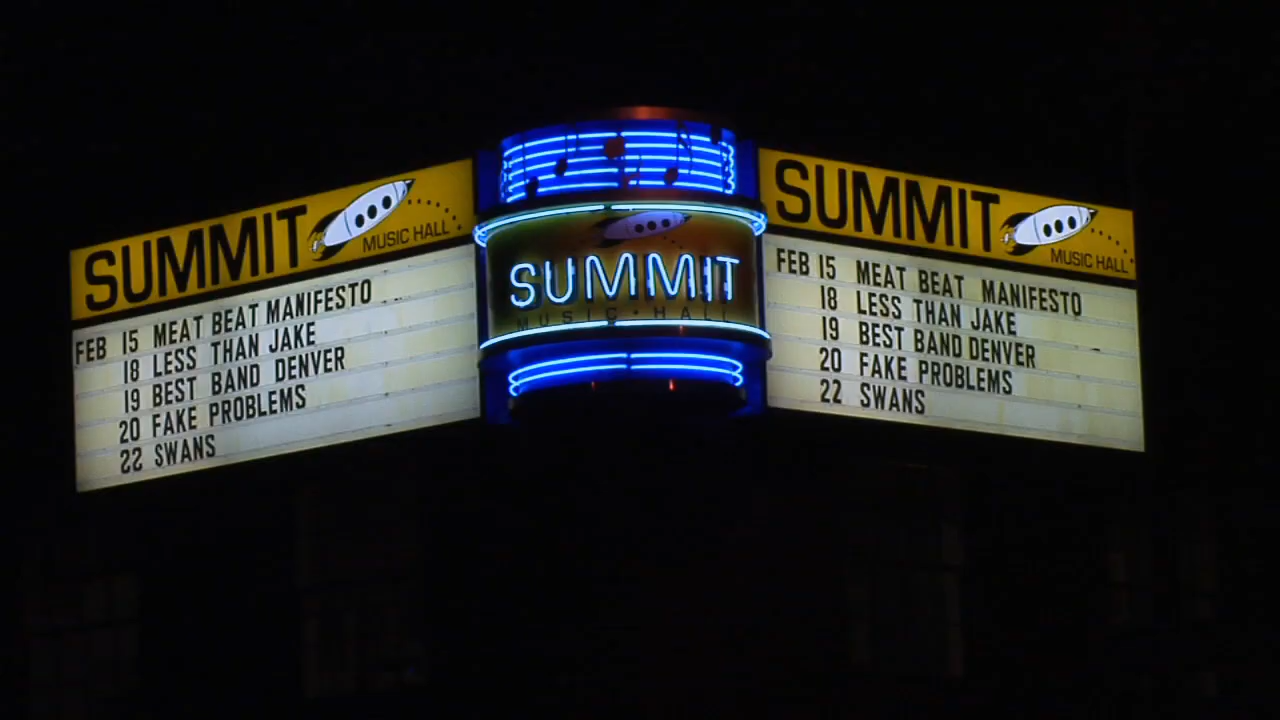 SUMMIT
MUSIC HALL
FEB 15 MEAT BEAT MANIFESTO
18 LESS THAN JAKE
19 BEST BAND DENVER
20 FAKE PROBLEMS
22 SWANS
SUMMIT
MUSIC • HALL
SUMMIT
MUSIC HALL
FEB 15 MEAT BEAT MANIFESTO
18 LESS THAN JAKE
19 BEST BAND DENVER
20 FAKE PROBLEMS
22 SWANS